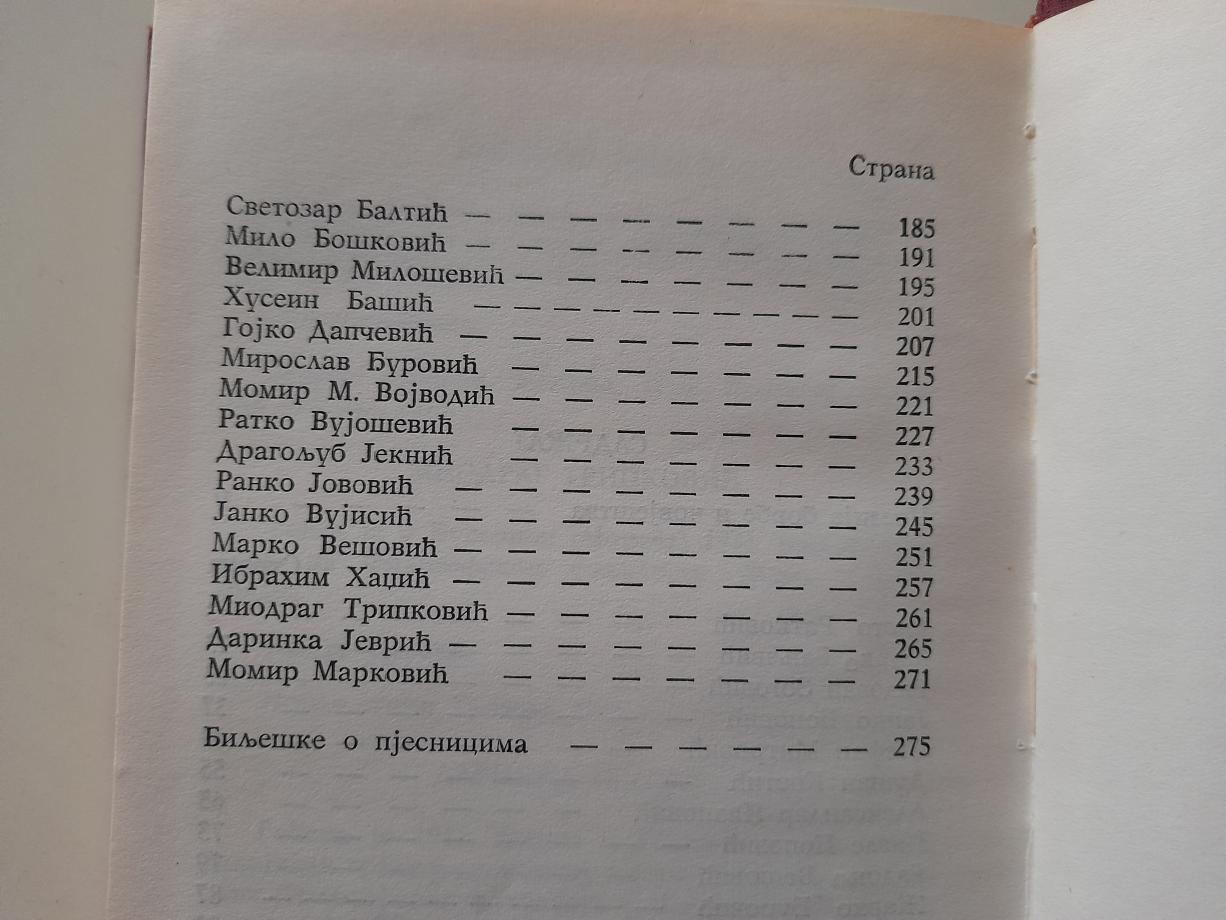 Страна
Светозар Балтић — — — — — — — — 185
Мило Бошковић — — — — — — — — 191
Велимир Милошевић — — — — — — — 195
Хусеин Башић — — — — — — — — — — 201
Гојко Дапчевић — — — — — — — — 207
Мирослав Ђуровић — — — — — — — 215
Момир М. Војводић — — — — — — — 221
Ратко Вујошевић — — — — — — — 227
Драгољуб Јекнић — — — — — — — 233
Ранко Јововић — — — — — — — — 239
Јанко Вујисић — — — — — — — — 245
Марко Вешовић — — — — — — — — 251
Ибрахим Хаџић — — — — — — — — 257
Миодраг Трипковић — — — — — — — 261
Даринка Јеврић — — — — — — — — 265
Момир Марковић — — — — — — — 271
Биљешке о пјесницима — — — — — — 275